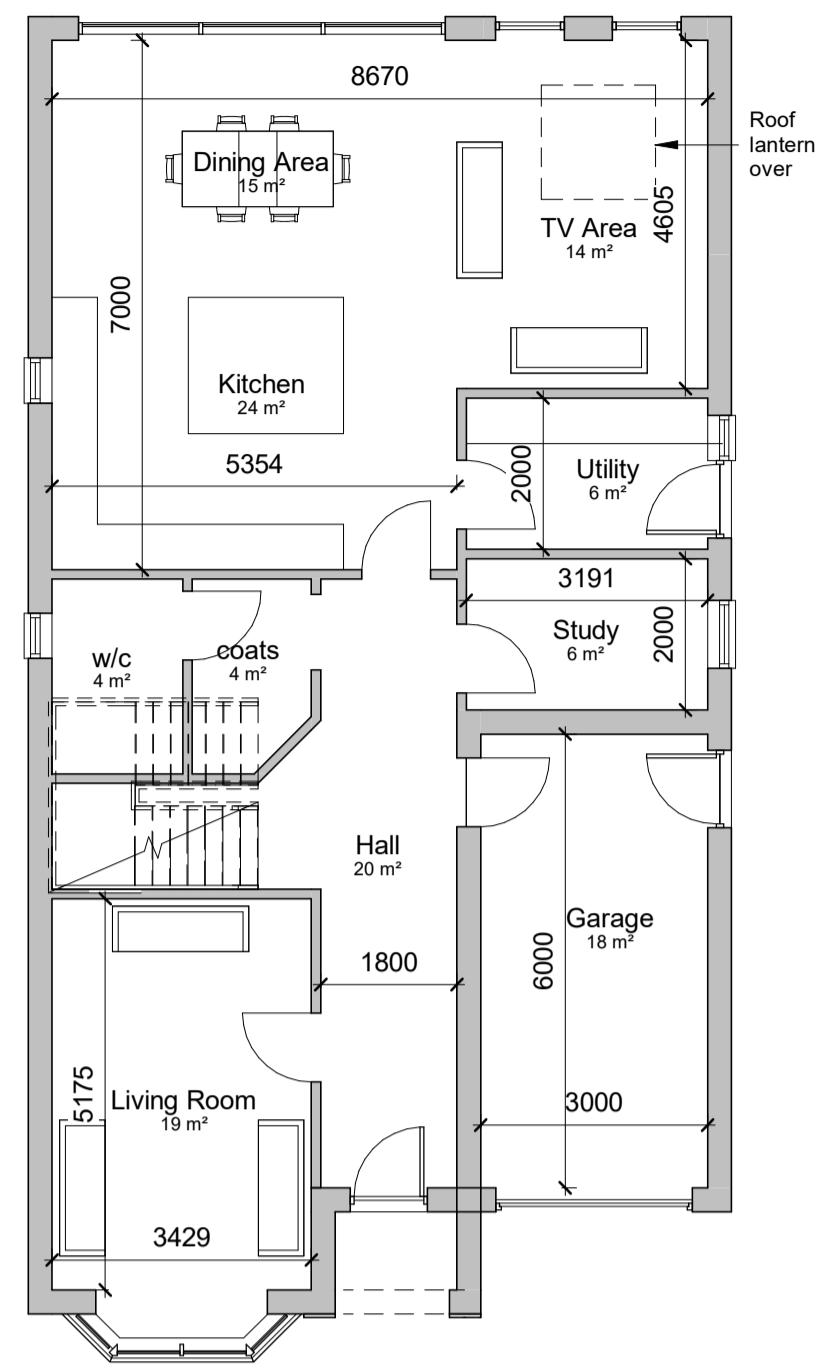 8670
Roof
lantern
over
Dining Area
15 m²
4605
TV Area
14 m²
7000
Kitchen
24 m²
5354
2000
Utility
6 m²
3191
w/c
4 m²
coats
4 m²
Study
6 m²
2000
Hall
20 m²
Garage
18 m²
6000
1800
5175
Living Room
19 m²
3000
3429